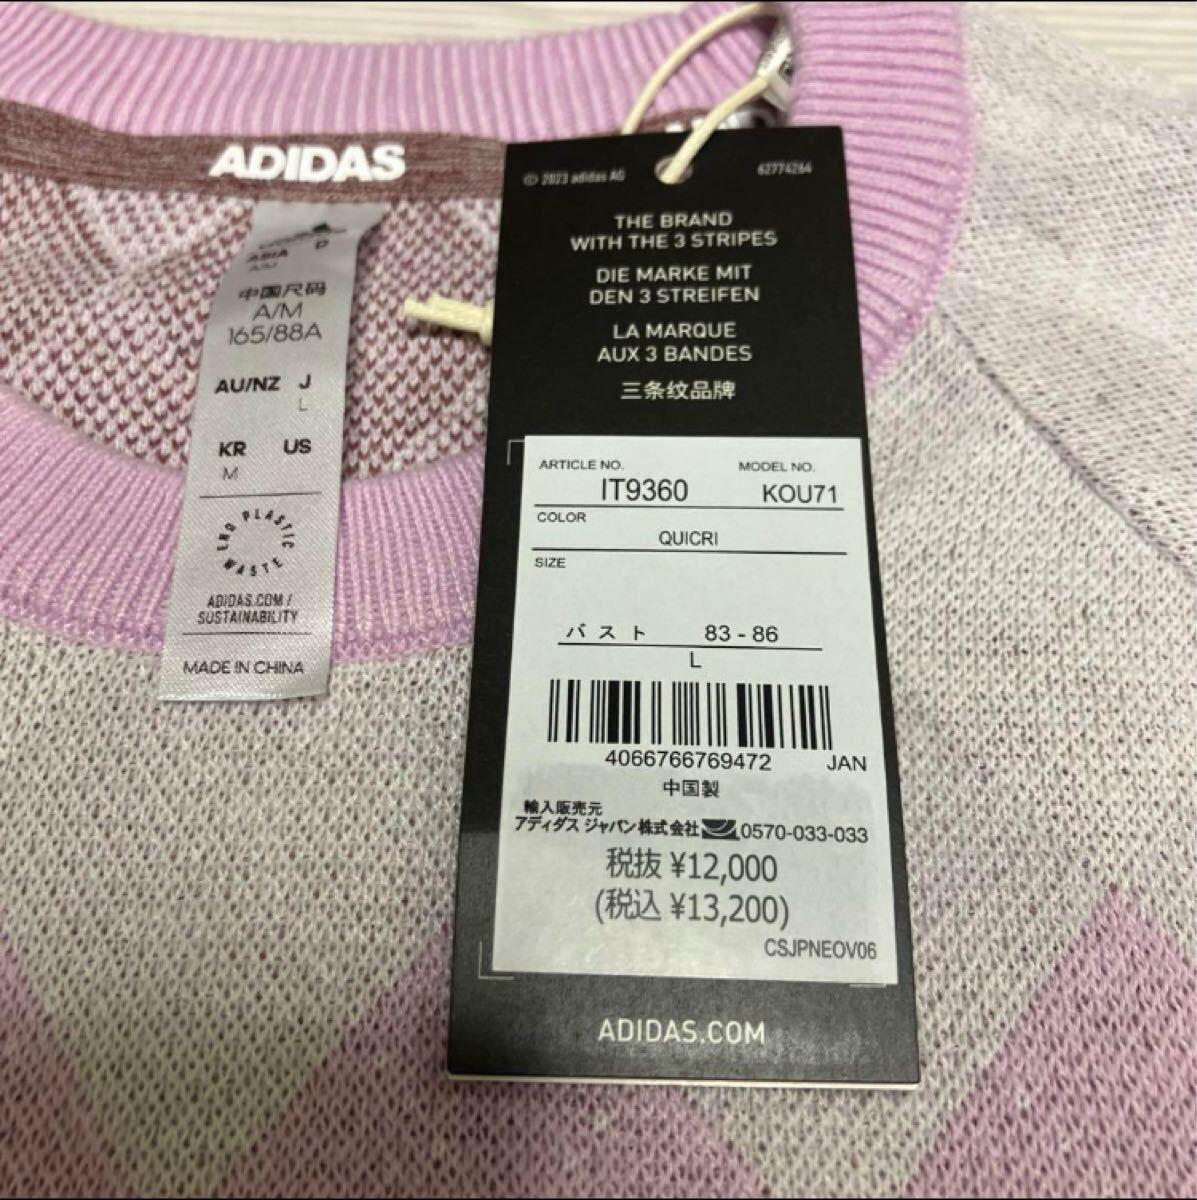 ADIDAS
ASIA D
A/M
中国尺码
A/M
165/88A
AU/NZ J
L
KR US
M
END PLASTIC WASTE
ADIDAS.COM /
SUSTAINABILITY
MADE IN CHINA
© 2023 adidas AG 62774264
THE BRAND
WITH THE 3 STRIPES
DIE MARKE MIT
DEN 3 STREIFEN
LA MARQUE
AUX 3 BANDES
三条纹品牌
ARTICLE NO. MODEL NO.
IT9360 KOU71
COLOR
QUICRI
SIZE
バスト 83 - 86
L
4066766769472 JAN
中国製
輸入販売元
アディダス ジャパン株式会社 0570-033-033
税抜 ¥12,000
(税込 ¥13,200)
CSJPNEOV06
ADIDAS.COM